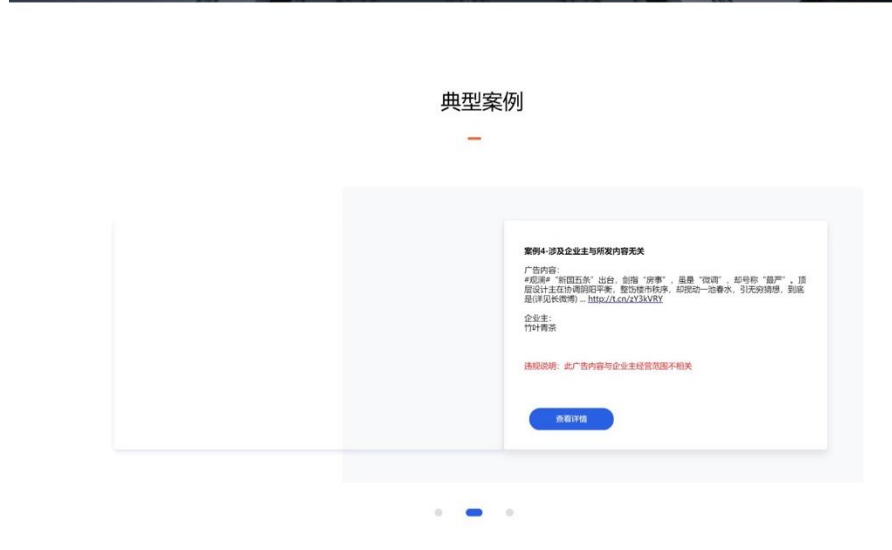 典型案例
案例4-涉及企业主与所发内容无关
广告内容：
#观澜# "新国五条" 出台，剑指 "房事" ，虽是 "微调" ，却号称 "最严" 。顶
层设计主在协调阴阳平衡，整饬楼市秩序，却搅动一池春水，引无穷猜想，到底
是(详见长微博) ... http://t.cn/zY3kVRY
企业主：
竹叶青茶
违规说明：此广告内容与企业主经营范围不相关
查看详情